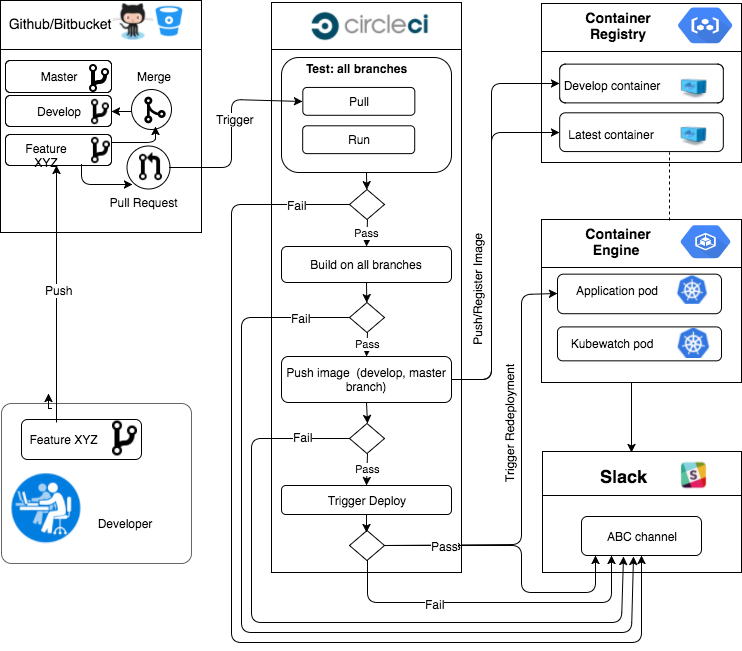 Github/Bitbucket
Master
Merge
Develop
Feature
XYZ
Pull Request
Trigger
Push
Feature XYZ
Developer
circleci
Test: all branches
Pull
Run
Fail
Pass
Build on all branches
Fail
Pass
Push image (develop, master
branch)
Fail
Pass
Trigger Deploy
Pass
Fail
Push/Register Image
Trigger Redeployment
Container
Registry
Develop container
Latest container
Container
Engine
Application pod
Kubewatch pod
Slack
S
ABC channel